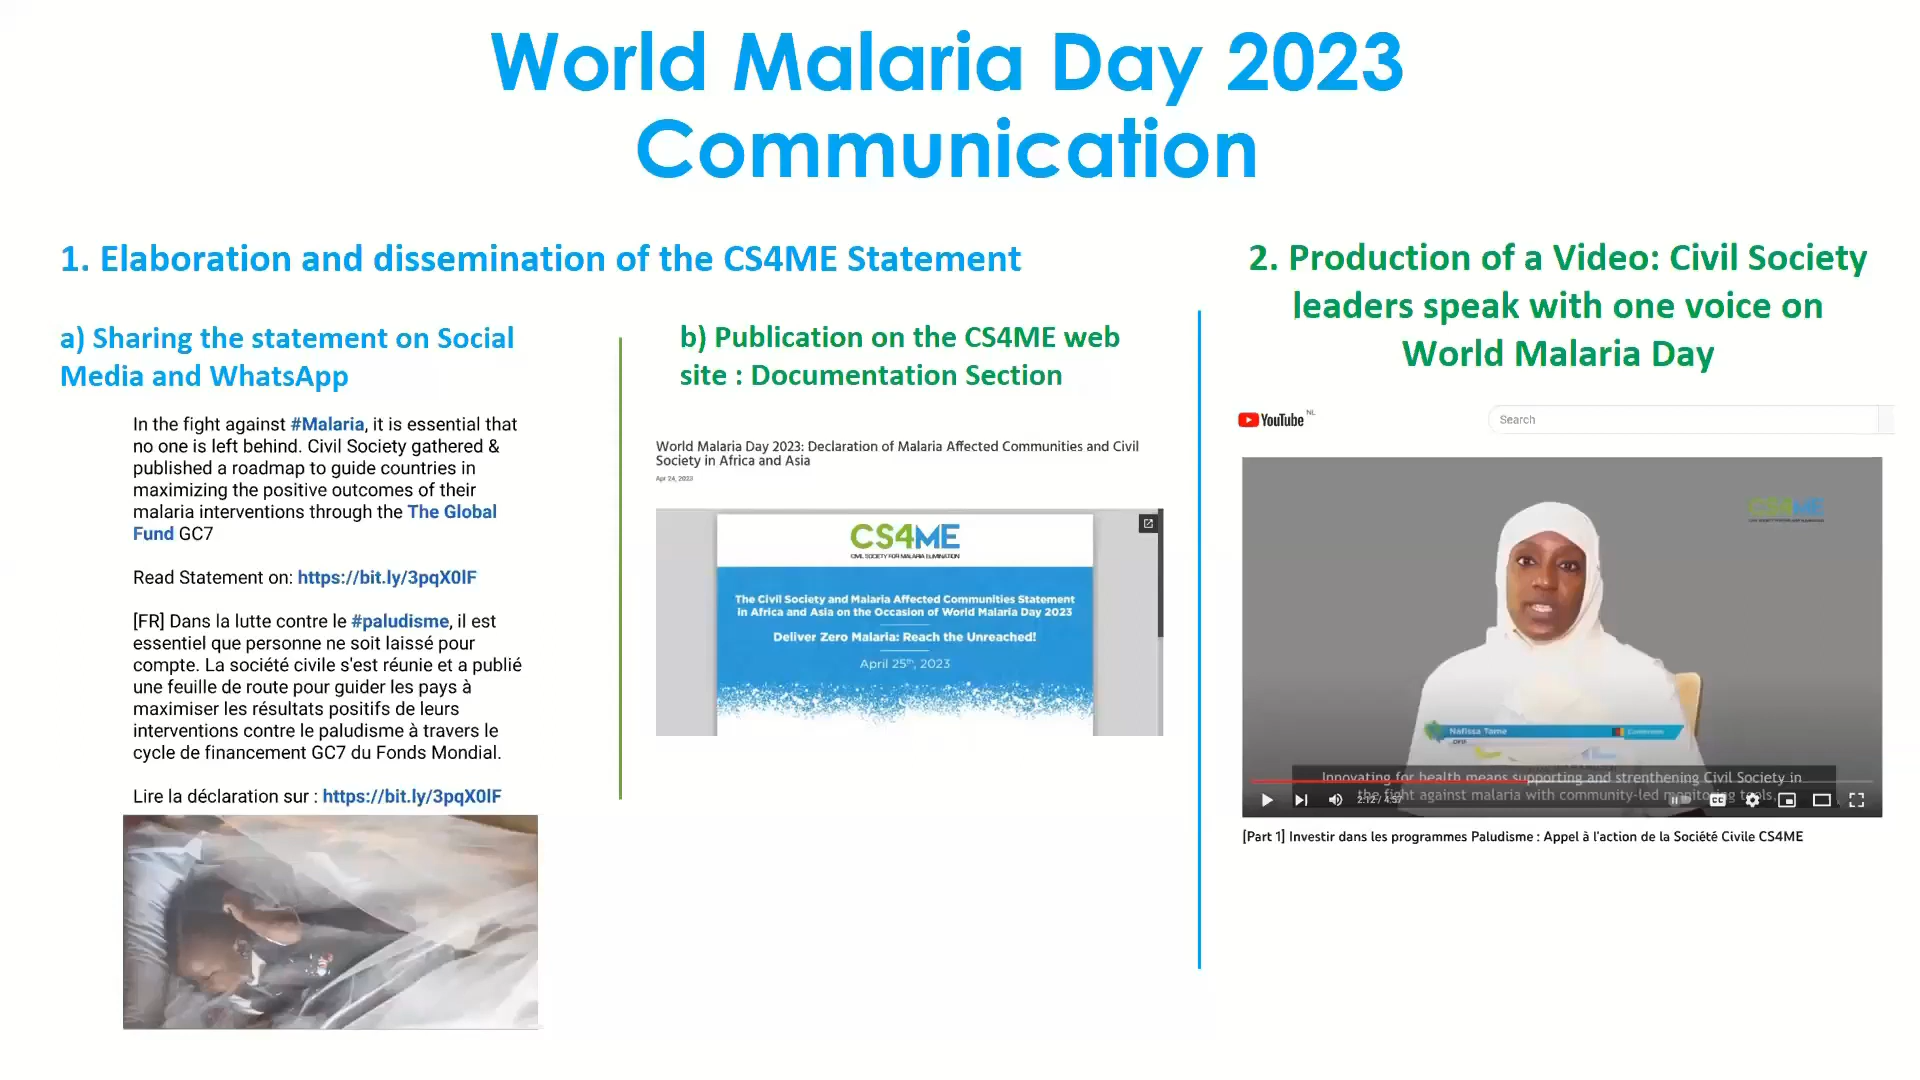 World Malaria Day 2023
Communication
1. Elaboration and dissemination of the CS4ME Statement
a) Sharing the statement on Social
Media and WhatsApp
In the fight against #Malaria, it is essential that
no one is left behind. Civil Society gathered &
published a roadmap to guide countries in
maximizing the positive outcomes of their
malaria interventions through the The Global
Fund GC7
Read Statement on: https://bit.ly/3pqX0lF
[FR] Dans la lutte contre le #paludisme, il est
essentiel que personne ne soit laissé pour
compte. La société civile s'est réunie et a publié
une feuille de route pour guider les pays à
maximiser les résultats positifs de leurs
interventions contre le paludisme à travers le
cycle de financement GC7 du Fonds Mondial.
Lire la déclaration sur : https://bit.ly/3pqX0lF
b) Publication on the CS4ME web
site : Documentation Section
World Malaria Day 2023: Declaration of Malaria Affected Communities and Civil
Society in Africa and Asia
Apr 24, 2023
CS4ME
CIVIL SOCIETY FOR MALARIA ELIMINATION
The Civil Society and Malaria Affected Communities Statement
in Africa and Asia on the Occasion of World Malaria Day 2023
Deliver Zero Malaria: Reach the Unreached!
April 25th, 2023
2. Production of a Video: Civil Society
leaders speak with one voice on
World Malaria Day
YouTube NL
Search
CS4ME
Nafissa Tame
Cameroon
Innovating for health means supporting and strenthening Civil Society in
the fight against malaria with community-led monitoring tools,
2:12 / 4:57
CC
[Part 1] Investir dans les programmes Paludisme : Appel à l'action de la Société Civile CS4ME